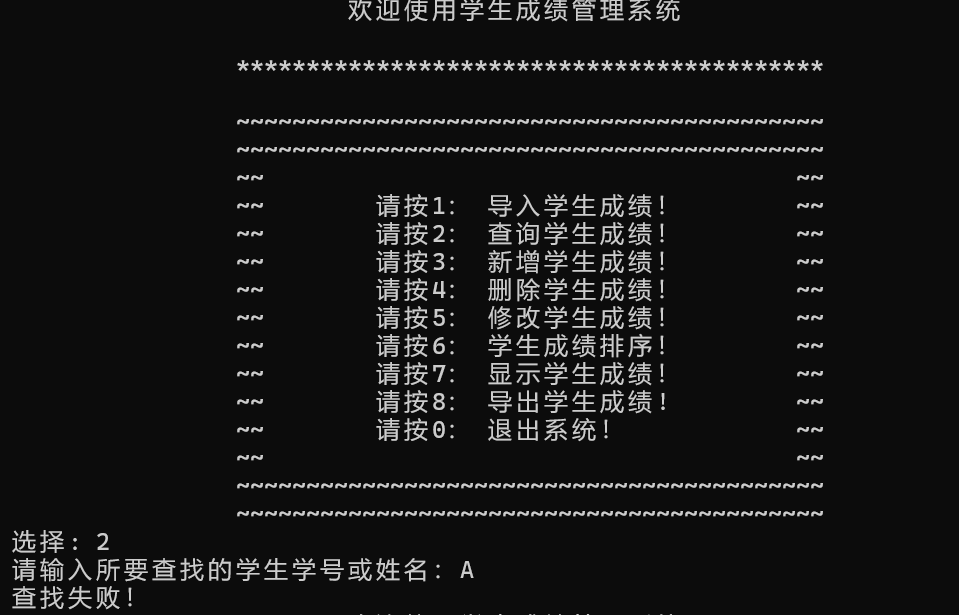 欢迎使用学生成绩管理系统
******************************************
~~~~~~~~~~~~~~~~~~~~~~~~~~~~~~~~~~~~~~~~~~
~~~~~~~~~~~~~~~~~~~~~~~~~~~~~~~~~~~~~~~~~~
~~ ~~
~~ 请按1: 导入学生成绩! ~~
~~ 请按2: 查询学生成绩! ~~
~~ 请按3: 新增学生成绩! ~~
~~ 请按4: 删除学生成绩! ~~
~~ 请按5: 修改学生成绩! ~~
~~ 请按6: 学生成绩排序! ~~
~~ 请按7: 显示学生成绩! ~~
~~ 请按8: 导出学生成绩! ~~
~~ 请按0: 退出系统! ~~
~~ ~~
~~~~~~~~~~~~~~~~~~~~~~~~~~~~~~~~~~~~~~~~~~
~~~~~~~~~~~~~~~~~~~~~~~~~~~~~~~~~~~~~~~~~~
选择: 2
请输入所要查找的学生学号或姓名: A
查找失败!